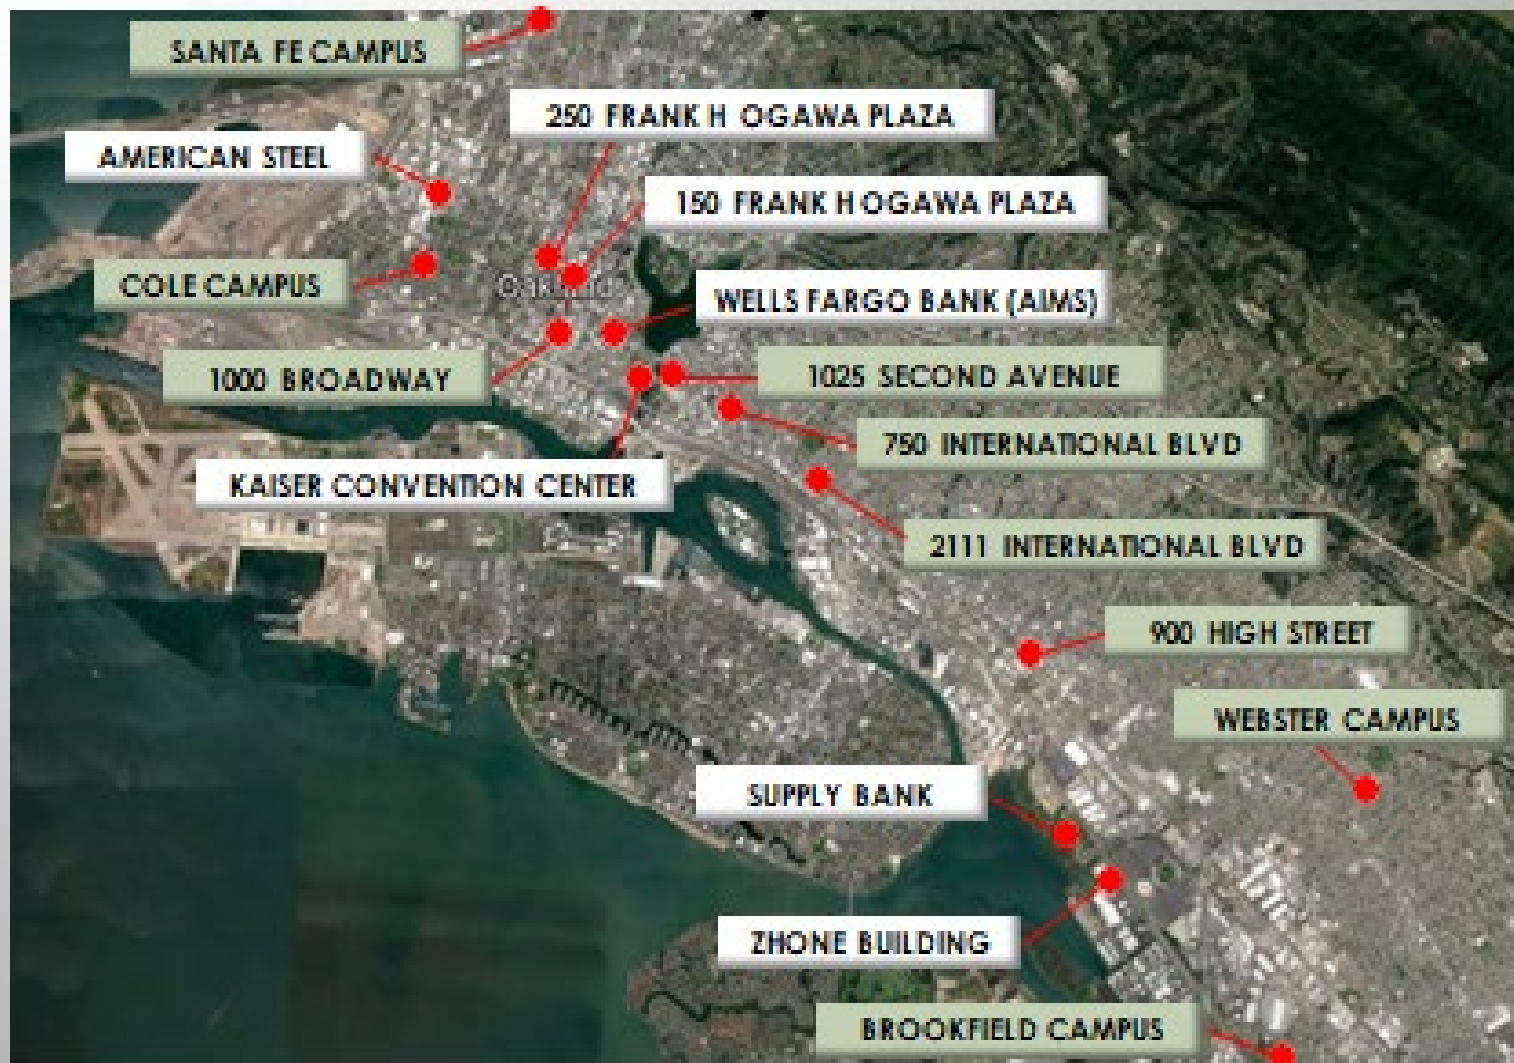 SANTA FE CAMPUS
250 FRANK H OGAWA PLAZA
AMERICAN STEEL
150 FRANK H OGAWA PLAZA
COLE CAMPUS
WELLS FARGO BANK (AIMS)
1000 BROADWAY
1025 SECOND AVENUE
750 INTERNATIONAL BLVD
KAISER CONVENTION CENTER
2111 INTERNATIONAL BLVD
900 HIGH STREET
WEBSTER CAMPUS
SUPPLY BANK
ZHONE BUILDING
BROOKFIELD CAMPUS